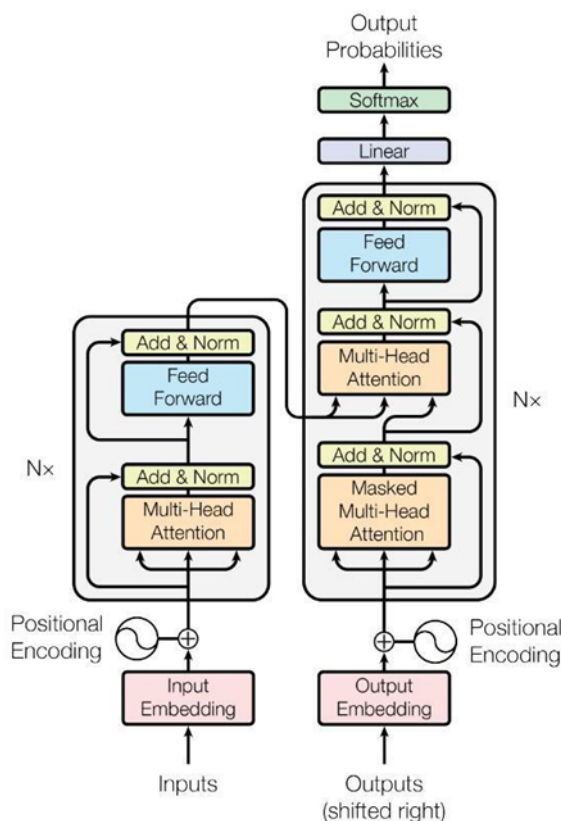 Output
Probabilities
Softmax
Linear
Add & Norm
Feed
Forward
Add & Norm
Multi-Head
Attention
Nx
Add & Norm
Masked
Multi-Head
Attention
Add & Norm
Feed
Forward
Nx
Add & Norm
Multi-Head
Attention
Positional
Encoding
Positional
Encoding
Input
Embedding
Output
Embedding
Inputs
Outputs
(shifted right)